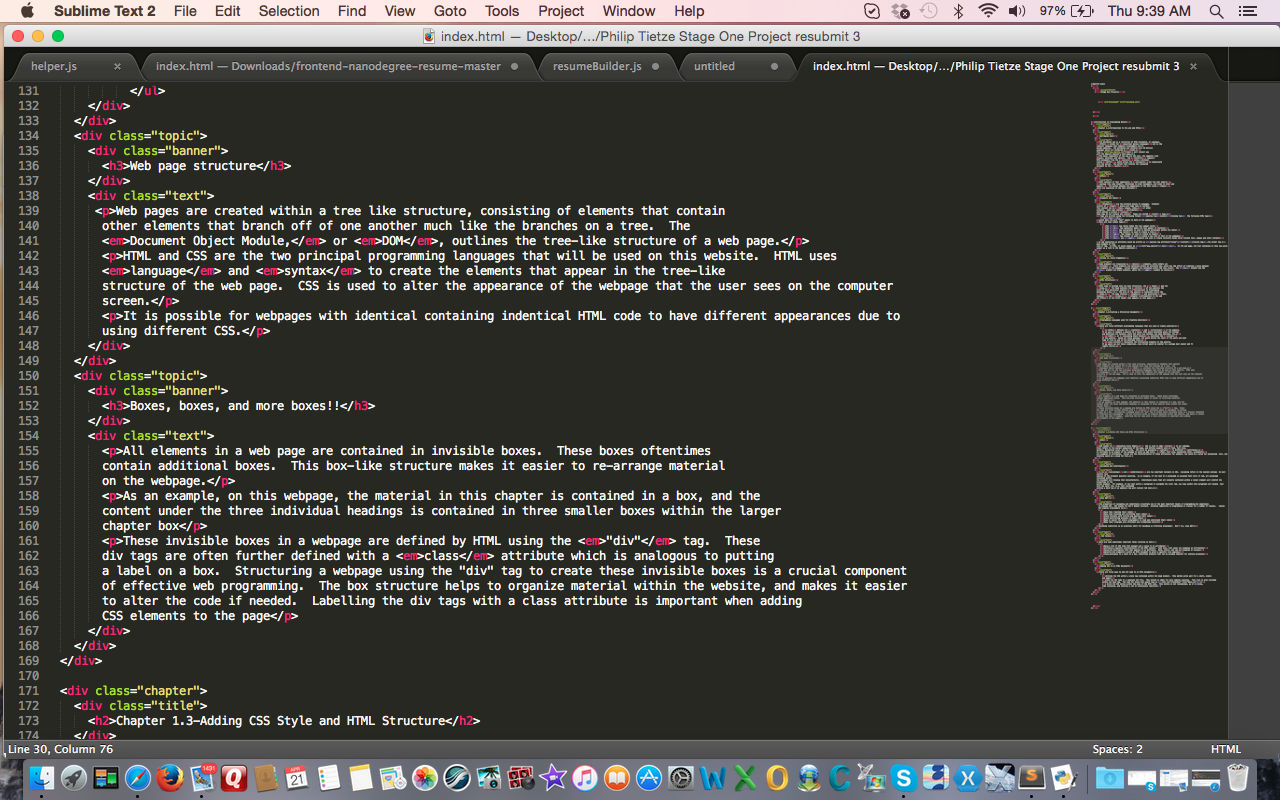 Sublime Text 2 File Edit Selection Find View Goto Tools Project Window Help 97% Thu 9:39 AM
index.html — Desktop/.../Philip Tietze Stage One Project resubmit 3
helper.js × index.html — Downloads/frontend-nanodegree-resume-master resumeBuilder.js untitled index.html — Desktop/.../Philip Tietze Stage One Project resubmit 3 ×
131 </ul>
132 </div>
133 </div>
134 <div class="topic">
135 <div class="banner">
136 <h3>Web page structure</h3>
137 </div>
138 <div class="text">
139 <p>Web pages are created within a tree like structure, consisting of elements that contain
140 other elements that branch off of one another much like the branches on a tree.  The
141 <em>Document Object Module,</em> or <em>DOM</em>, outlines the tree-like structure of a web page.</p>
142 <p>HTML and CSS are the two principal programming languages that will be used on this website.  HTML uses
143 <em>language</em> and <em>syntax</em> to create the elements that appear in the tree-like
144 structure of the web page.  CSS is used to alter the appearance of the webpage that the user sees on the computer
145 screen.</p>
146 <p>It is possible for webpages with identical containing indentical HTML code to have different appearances due to
147 using different CSS.</p>
148 </div>
149 </div>
150 <div class="topic">
151 <div class="banner">
152 <h3>Boxes, boxes, and more boxes!!</h3>
153 </div>
154 <div class="text">
155 <p>All elements in a web page are contained in invisible boxes.  These boxes oftentimes
156 contain additional boxes.  This box-like structure makes it easier to re-arrange material
157 on the webpage.</p>
158 <p>As an example, on this webpage, the material in this chapter is contained in a box, and the
159 content under the three individual headings is contained in three smaller boxes within the larger
160 chapter box</p>
161 <p>These invisible boxes in a webpage are defined by HTML using the <em>"div"</em> tag.  These
162 div tags are often further defined with a <em>class</em> attribute which is analogous to putting
163 a label on a box.  Structuring a webpage using the "div" tag to create these invisible boxes is a crucial component
164 of effective web programming.  The box structure helps to organize material within the website, and makes it easier
165 to alter the code if needed.  Labelling the div tags with a class attribute is important when adding
166 CSS elements to the page</p>
167 </div>
168 </div>
169 </div>
170
171 <div class="chapter">
172 <div class="title">
173 <h2>Chapter 1.3-Adding CSS Style and HTML Structure</h2>
174 </div>
Line 30, Column 76 Spaces: 2 HTML